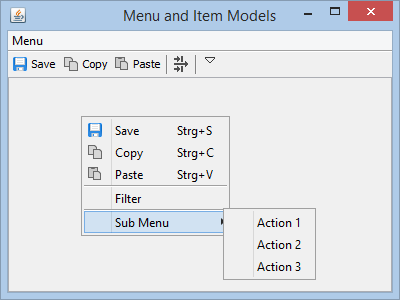 Menu and Item Models
Menu
Save Copy Paste
Save Strg+S
Copy Strg+C
Paste Strg+V
Filter
Sub Menu
Action 1
Action 2
Action 3